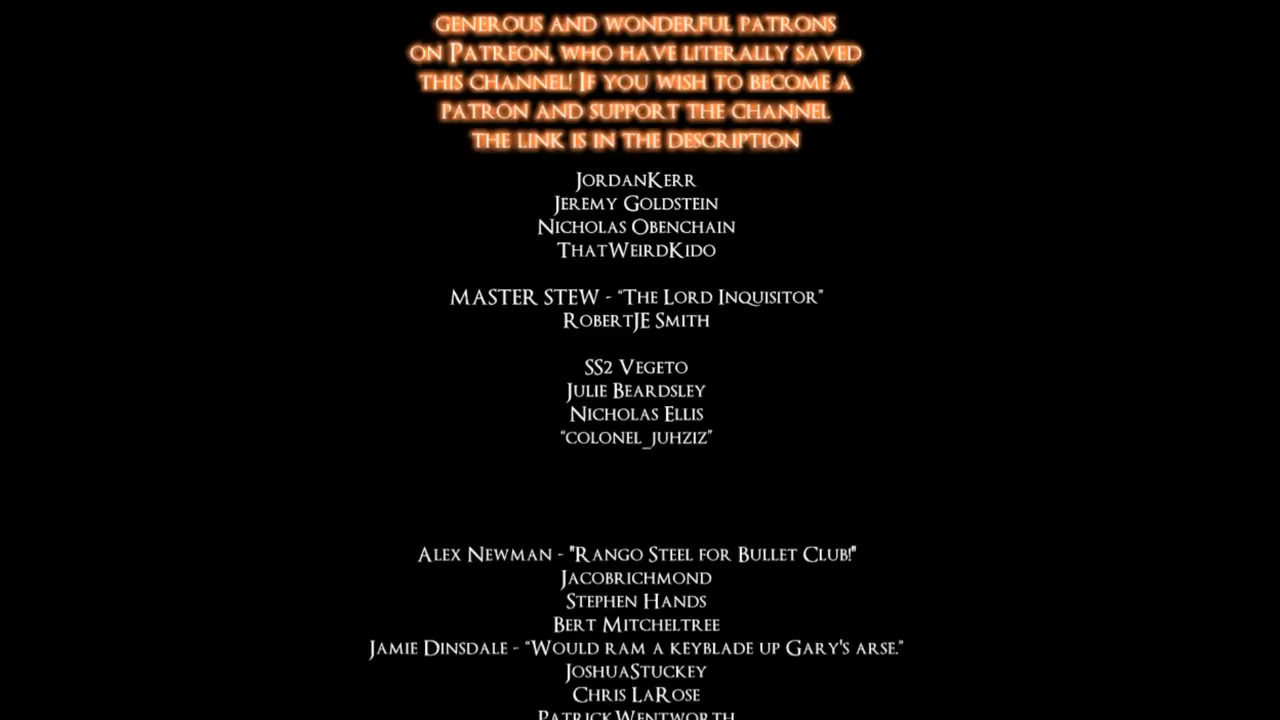 generous and wonderful patrons
on Patreon, who have literally saved
this channel! If you wish to become a
patron and support the channel
the link is in the description
JordanKerr
Jeremy Goldstein
Nicholas Obenchain
ThatWeirdKido
MASTER STEW - “The Lord Inquisitor”
RobertJE Smith
SS2 Vegeto
Julie Beardsley
Nicholas Ellis
“colonel_juhziz”
Alex Newman - "Rango Steel for Bullet Club!"
Jacobrichmond
Stephen Hands
Bert Mitcheltree
Jamie Dinsdale - “Would ram a keyblade up Gary's arse.”
JoshuaStuckey
Chris LaRose
PatrickWentworth